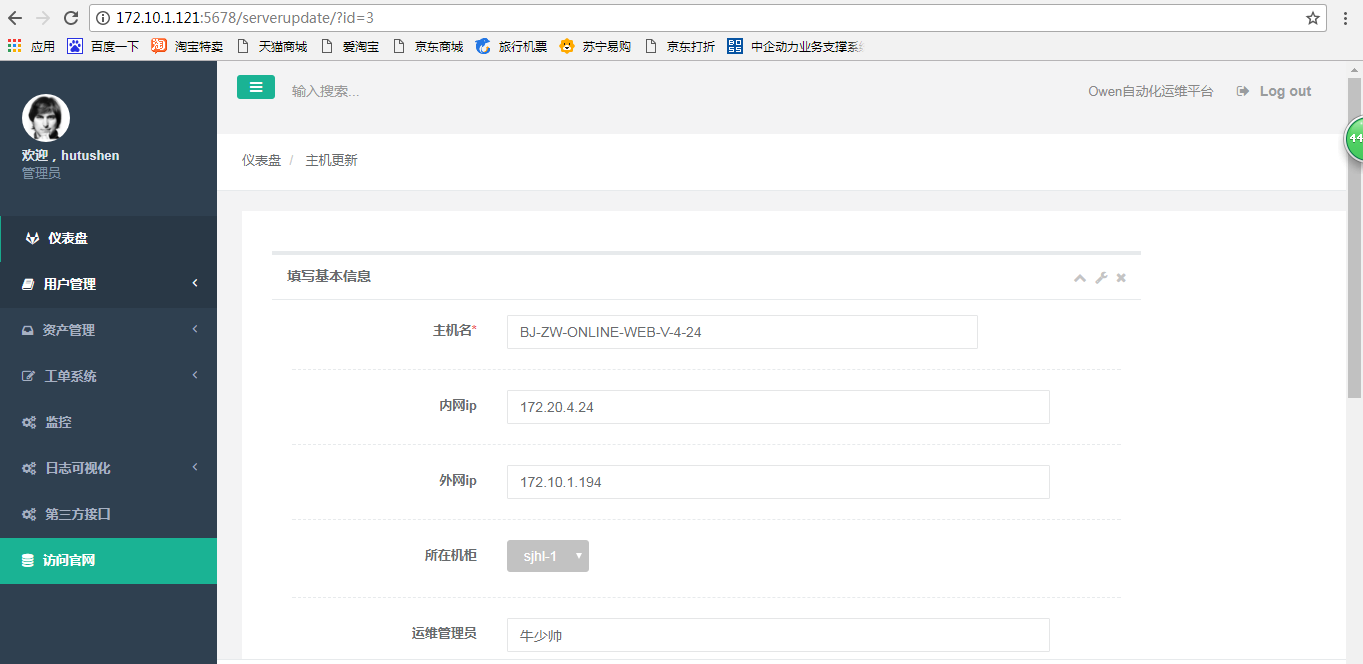 172.10.1.121:5678/serverupdate/?id=3
应用 百度一下 淘宝特卖 天猫商城 爱淘宝 京东商城 旅行机票 苏宁易购 京东打折 中企动力业务支撑系
输入搜索...
Owen自动化运维平台 Log out
44
欢迎，hutushen
管理员
仪表盘
用户管理
资产管理
工单系统
监控
日志可视化
第三方接口
访问官网
仪表盘 / 主机更新
填写基本信息
主机名* BJ-ZW-ONLINE-WEB-V-4-24
内网ip 172.20.4.24
外网ip 172.10.1.194
所在机柜 sjhl-1
运维管理员 牛少帅